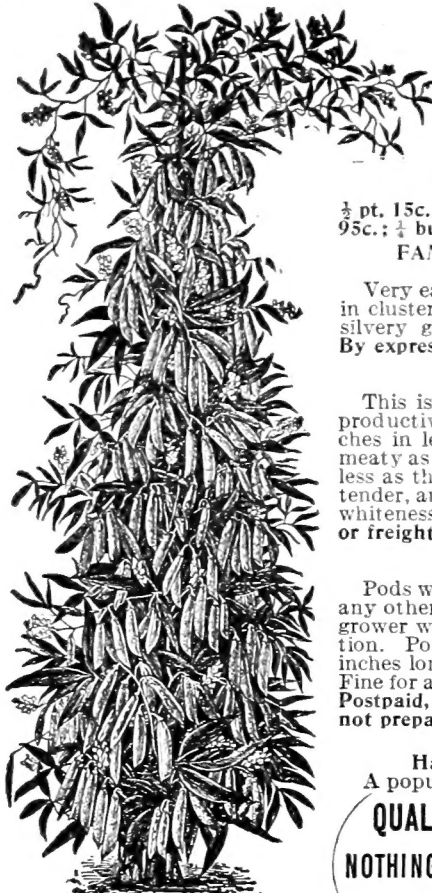 ½ pt. 15c.
95c.; ¼ bu
FAM
Very ea
in cluster
silvery g
By expres
This is
productiv
ches in le
meaty as
less as th
tender, an
whiteness
or freight
Pods w
any other
grower w
tion. Po
inches lon
Fine for a
Postpaid,
not prepa
Ha
A popu
QUAL
NOTHING